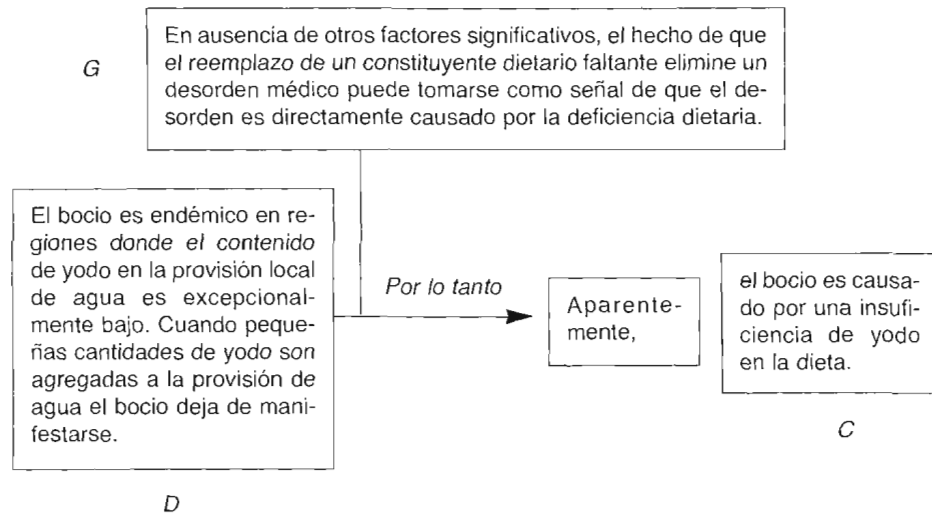 G
En ausencia de otros factores significativos, el hecho de que
el reemplazo de un constituyente dietario faltante elimine un
desorden médico puede tomarse como señal de que el de-
sorden es directamente causado por la deficiencia dietaria.
El bocio es endémico en re-
giones donde el contenido
de yodo en la provisión local
de agua es excepcional-
mente bajo. Cuando peque-
ñas cantidades de yodo son
agregadas a la provisión de
agua el bocio deja de mani-
festarse.
D
Por lo tanto
Aparente-
mente,
el bocio es causa-
do por una insufi-
ciencia de yodo
en la dieta.
C